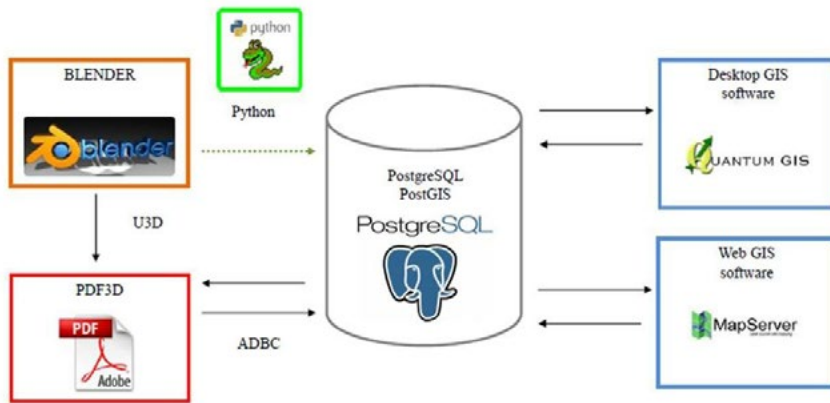 BLENDER
blender
U3D
PDF3D
PDF
Adobe
python
Python
ADBC
PostgreSQL
PostGIS
PostgreSQL
Desktop GIS
software
QUANTUM GIS
Web GIS
software
MapServer